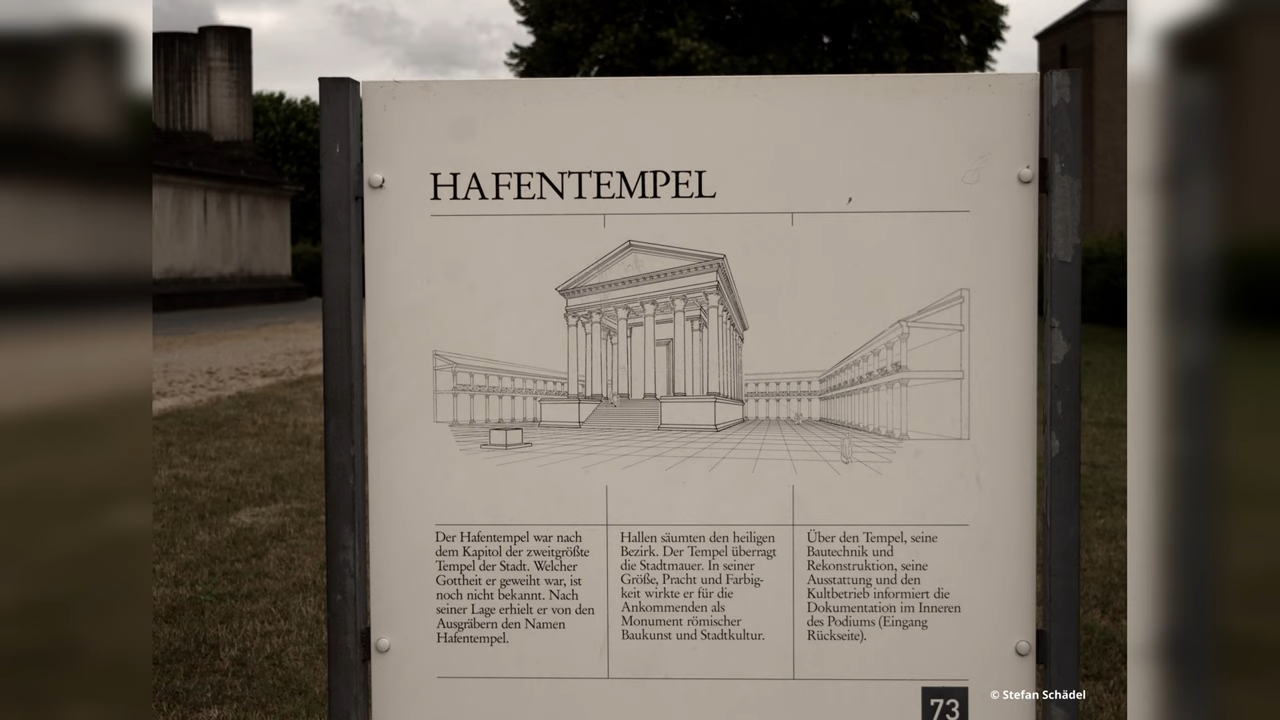 HAFENTEMPEL
Der Hafentempel war nach
dem Kapitol der zweitgrößte
Tempel der Stadt. Welcher
Gottheit er geweiht war, ist
noch nicht bekannt. Nach
seiner Lage erhielt er von den
Ausgräbern den Namen
Hafentempel.
Hallen säumten den heiligen
Bezirk. Der Tempel überragt
die Stadtmauer. In seiner
Größe, Pracht und Farbig-
keit wirkte er für die
Ankommenden als
Monument römischer
Baukunst und Stadtkultur.
Über den Tempel, seine
Bautechnik und
Rekonstruktion, seine
Ausstattung und den
Kultbetrieb informiert die
Dokumentation im Inneren
des Podiums (Eingang
Rückseite).
73
© Stefan Schädel